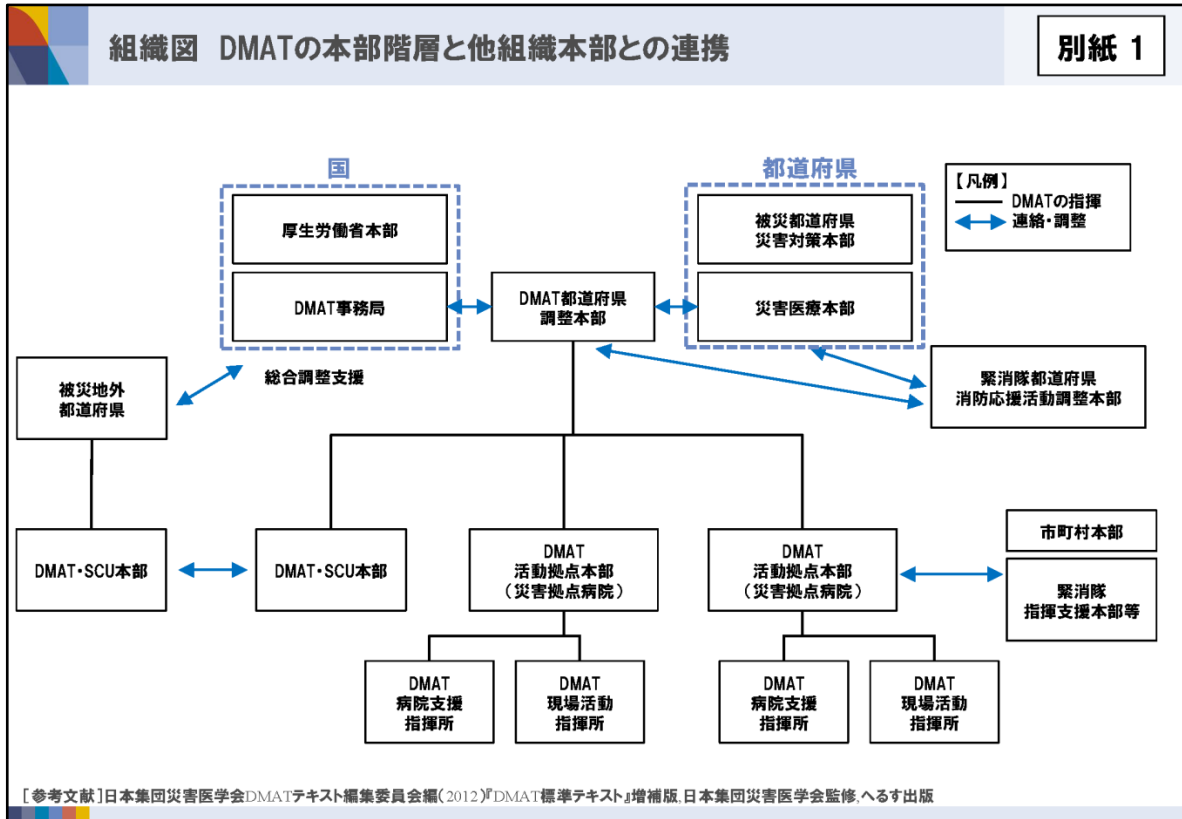 組織図 DMATの本部階層と他組織本部との連携
別紙 1
国
都道府県
【凡例】
DMATの指揮
連絡・調整
厚生労働省本部
被災都道府県
災害対策本部
DMAT事務局
DMAT都道府県
調整本部
災害医療本部
総合調整支援
被災地外
都道府県
緊消隊都道府県
消防応援活動調整本部
DMAT・SCU本部
DMAT・SCU本部
DMAT
活動拠点本部
(災害拠点病院)
DMAT
活動拠点本部
(災害拠点病院)
市町村本部
緊消隊
指揮支援本部等
DMAT
病院支援
指揮所
DMAT
現場活動
指揮所
DMAT
病院支援
指揮所
DMAT
現場活動
指揮所
[参考文献]日本集団災害医学会DMATテキスト編集委員会編(2012)『DMAT標準テキスト』増補版,日本集団災害医学会監修,へるす出版